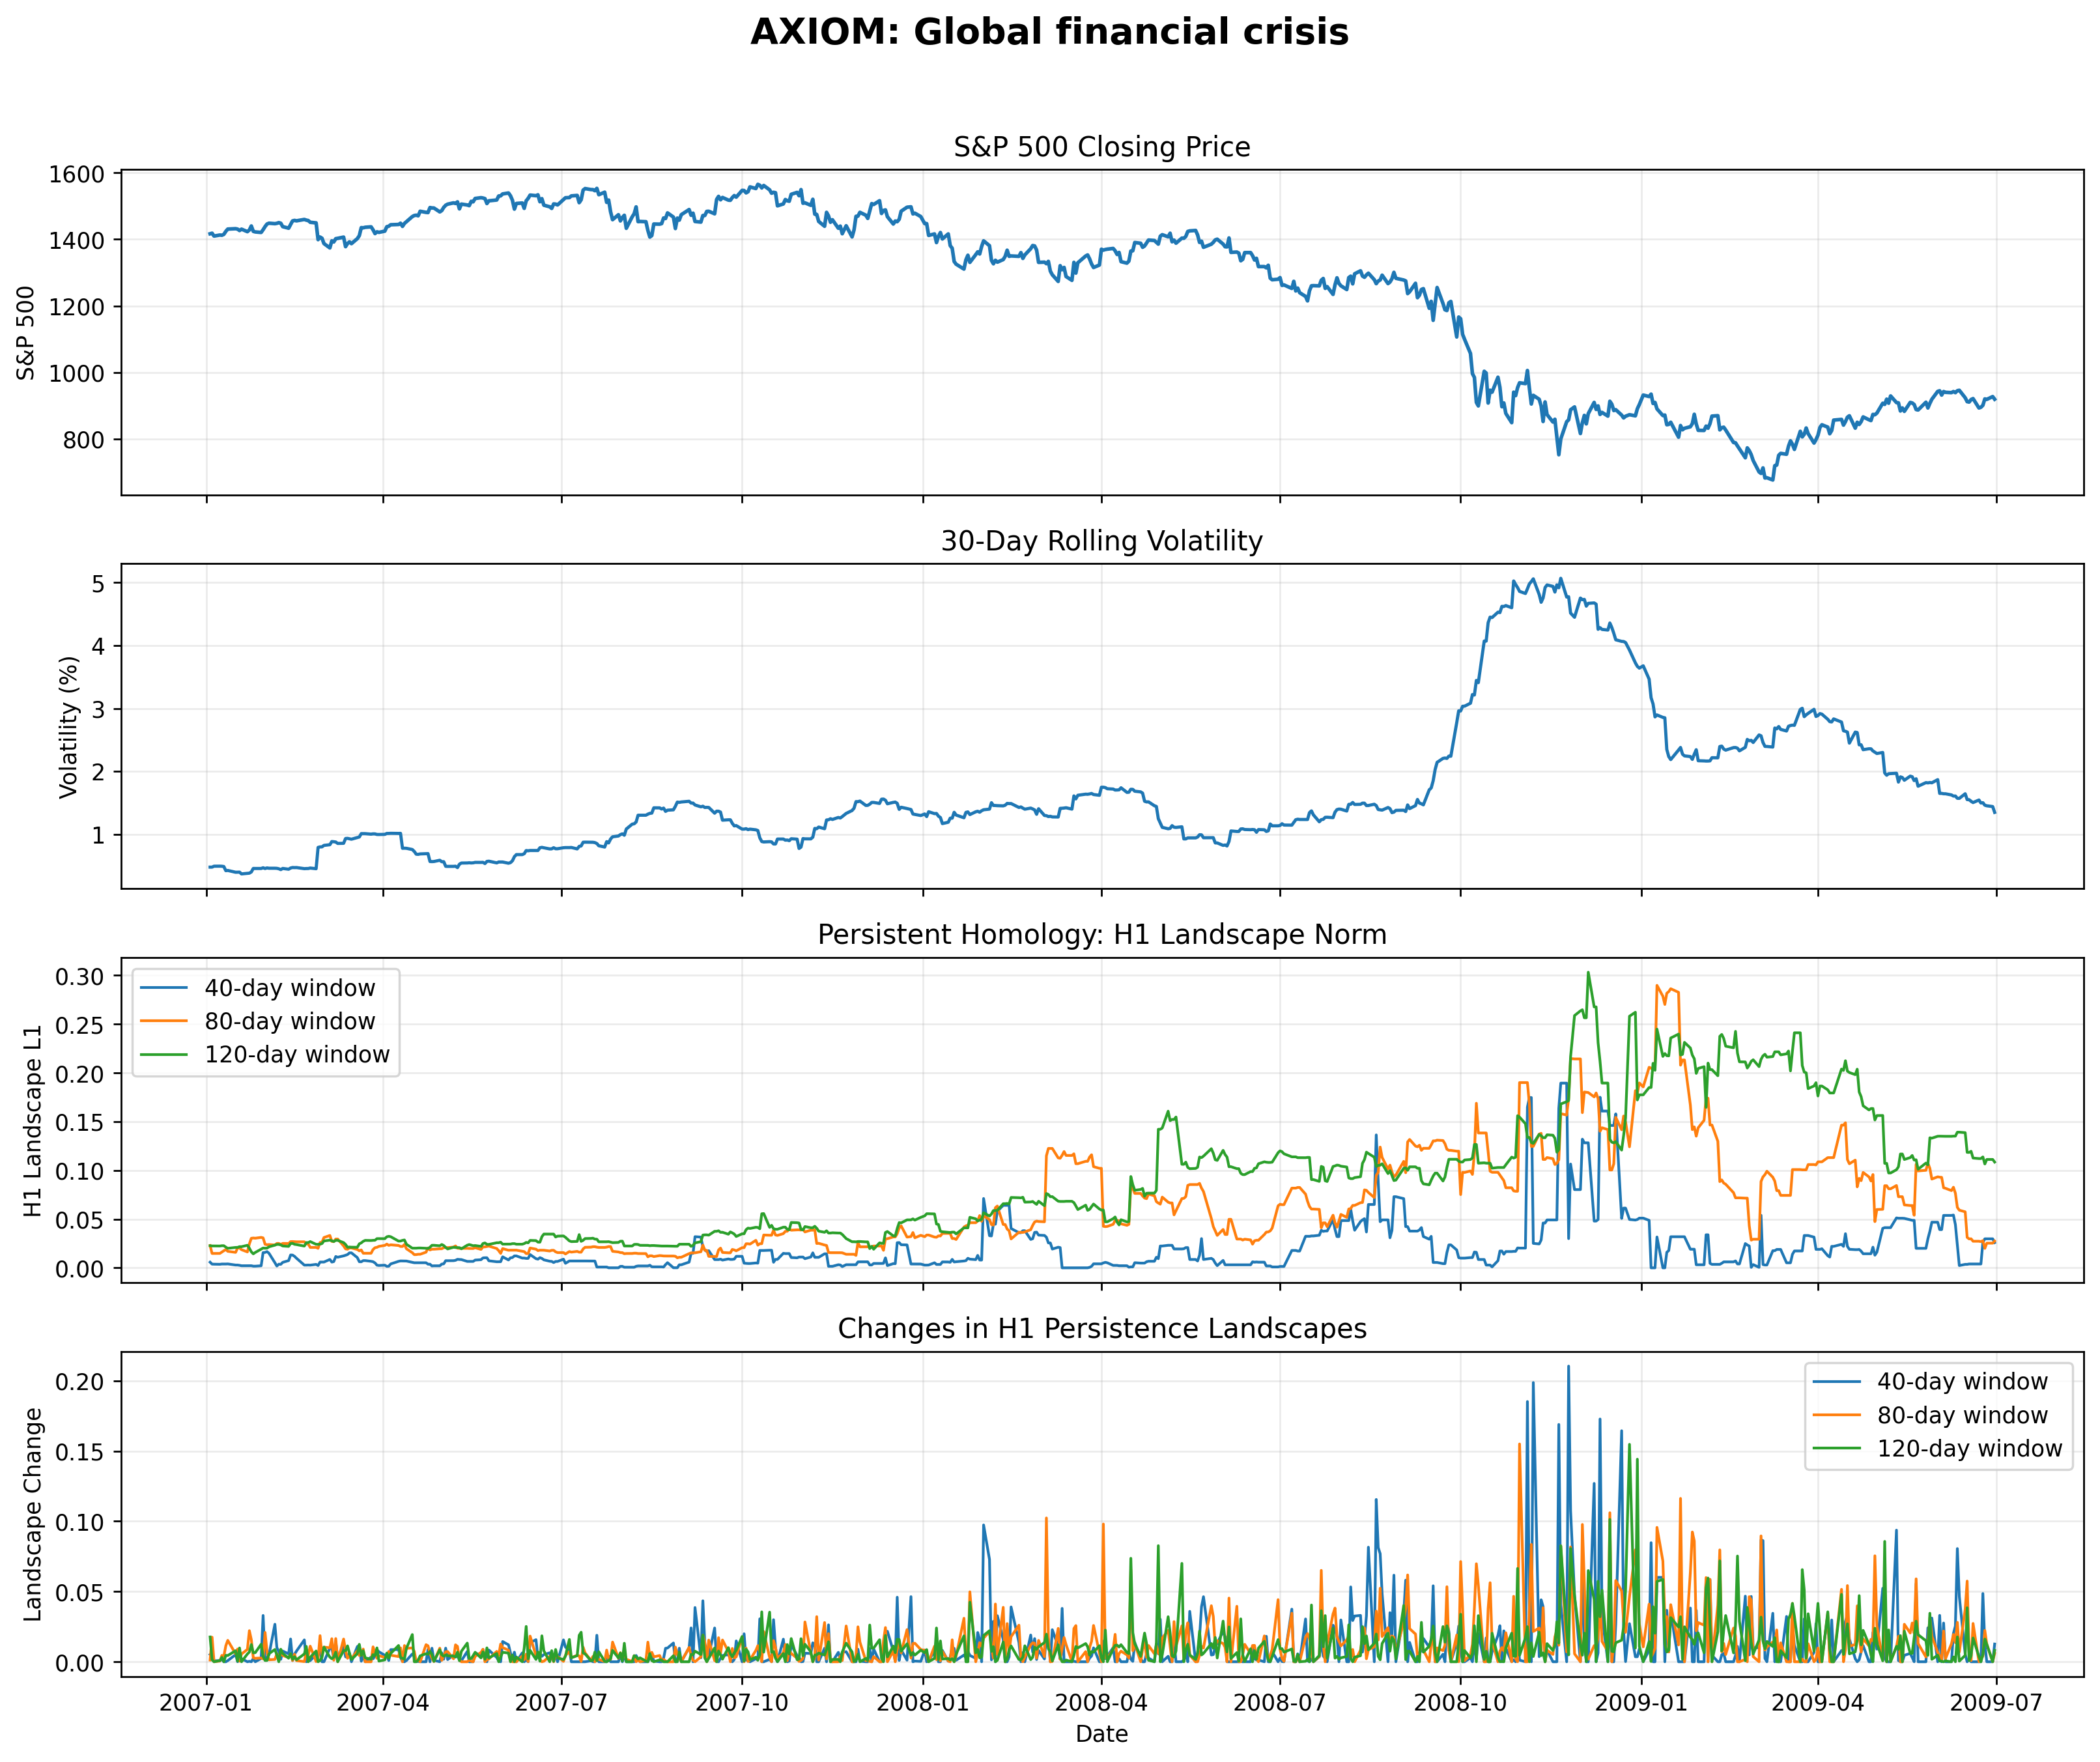 AXIOM: Global financial crisis
S&P 500 Closing Price
S&P 500
1600
1400
1200
1000
800
30-Day Rolling Volatility
Volatility (%)
5
4
3
2
1
Persistent Homology: H1 Landscape Norm
H1 Landscape L1
0.30
0.25
0.20
0.15
0.10
0.05
0.00
40-day window
80-day window
120-day window
Changes in H1 Persistence Landscapes
Landscape Change
0.20
0.15
0.10
0.05
0.00
40-day window
80-day window
120-day window
2007-01 2007-04 2007-07 2007-10 2008-01 2008-04 2008-07 2008-10 2009-01 2009-04 2009-07
Date